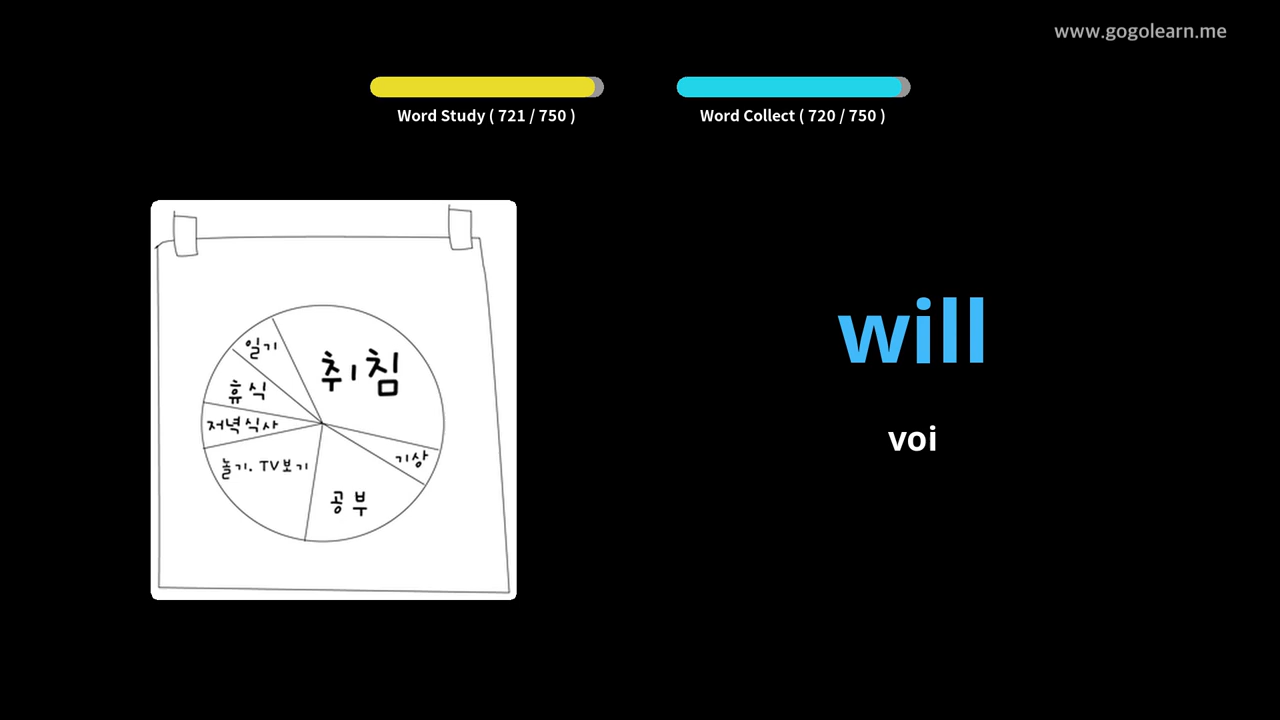 www.gogolearn.me
Word Study ( 721 / 750 )
Word Collect ( 720 / 750 )
will
voi
일기
취침
휴식
저녁식사
놀기. TV보기
기상
공부